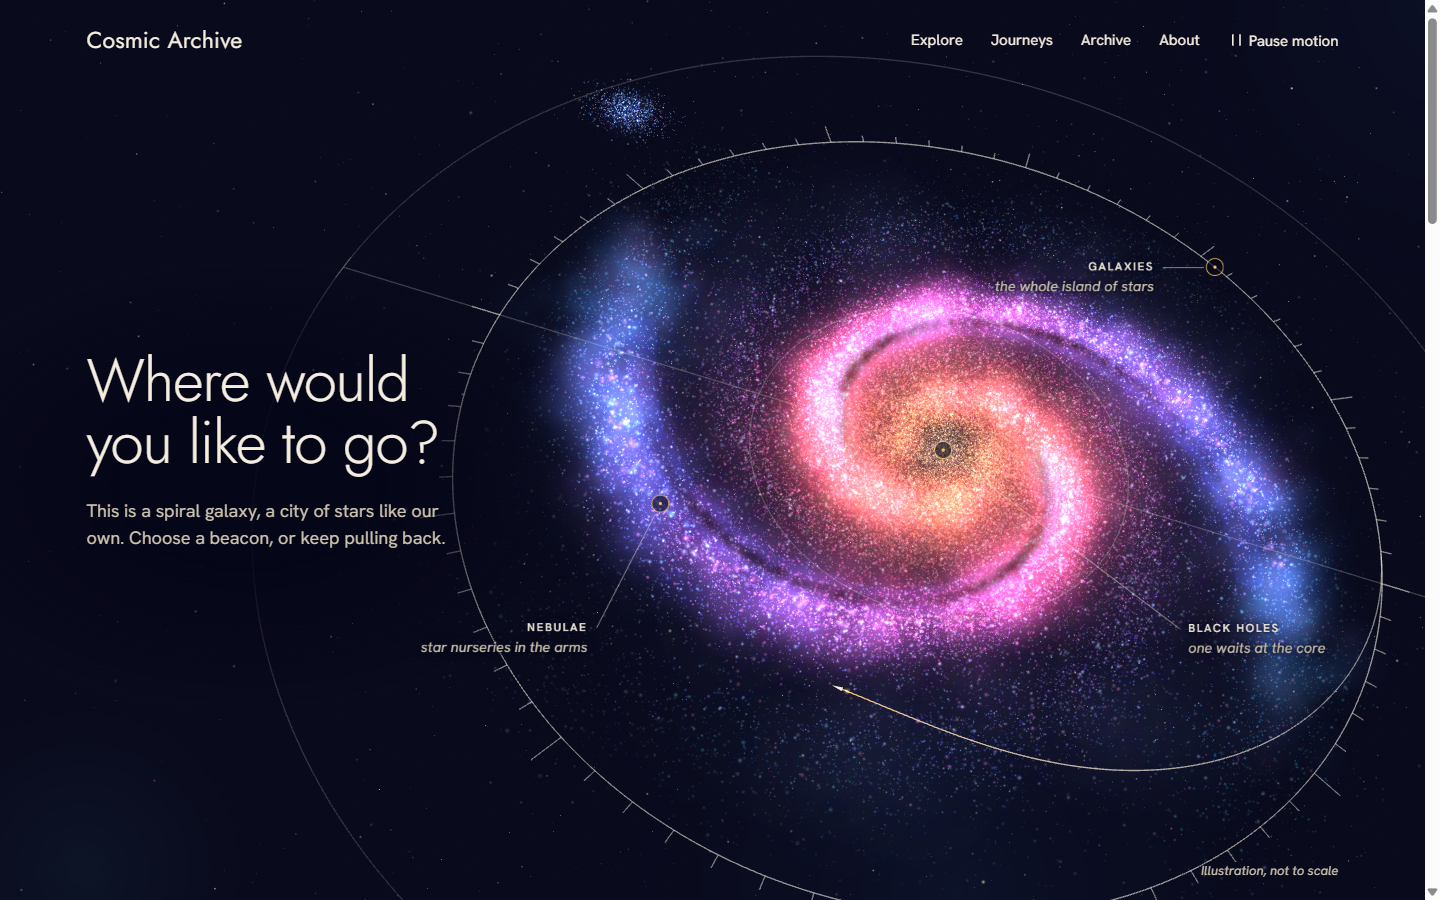 Cosmic Archive
Explore
Journeys
Archive
About
Pause motion
GALAXIES
the whole island of stars
Where would
you like to go?
This is a spiral galaxy, a city of stars like our
own. Choose a beacon, or keep pulling back.
NEBULAE
star nurseries in the arms
BLACK HOLES
one waits at the core
Illustration, not to scale